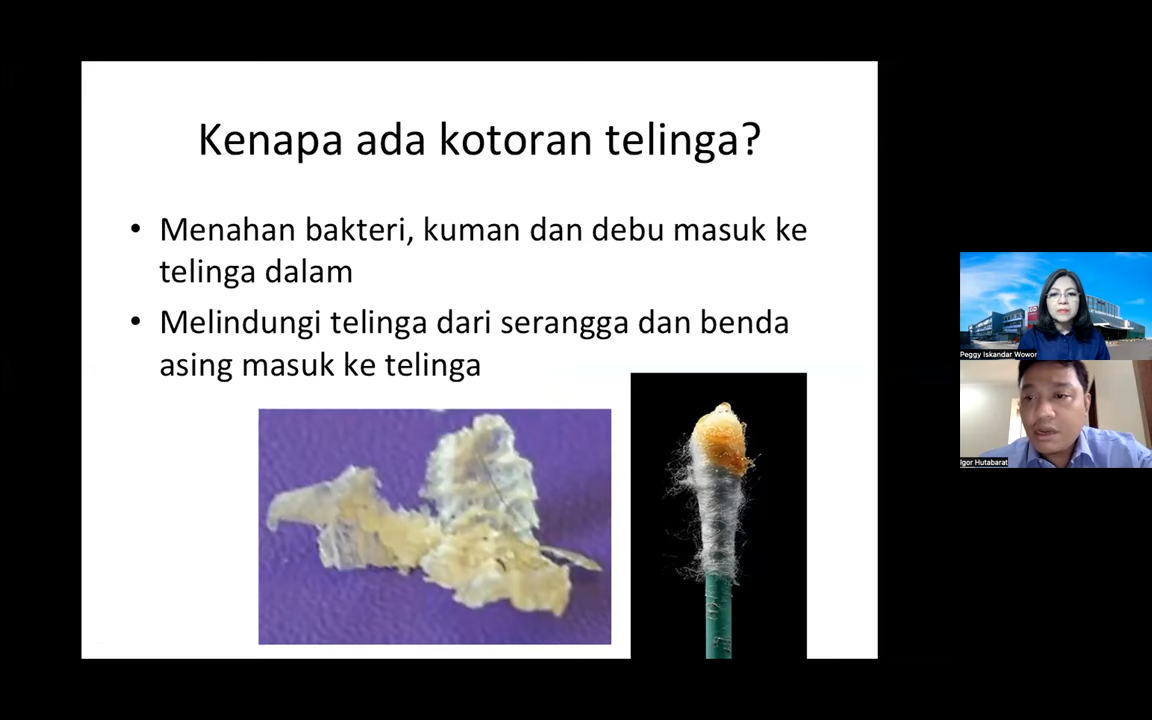 Kenapa ada kotoran telinga?
• Menahan bakteri, kuman dan debu masuk ke
telinga dalam
• Melindungi telinga dari serangga dan benda
asing masuk ke telinga
Peggy Iskandar Wowor
Igor Hutabarat